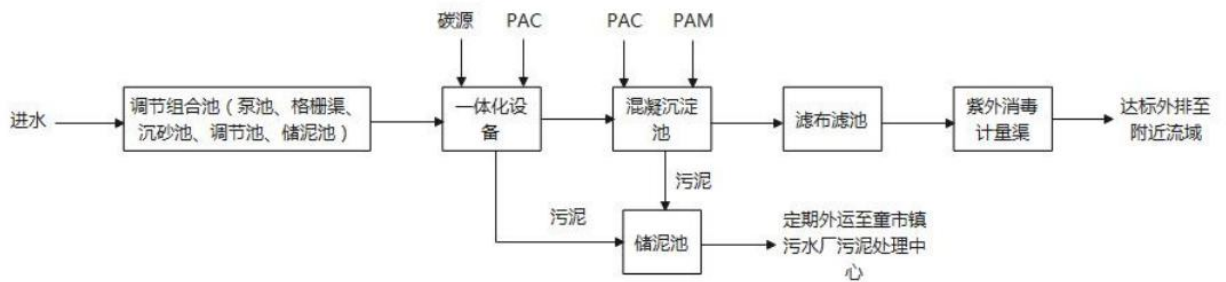 碳源
PAC
PAC
PAM
进水
调节组合池（泵池、格栅渠、
沉砂池、调节池、储泥池）
一体化设
备
混凝沉淀
池
滤布滤池
紫外消毒
计量渠
达标外排至
附近流域
污泥
污泥
储泥池
定期外运至童市镇
污水厂污泥处理中
心